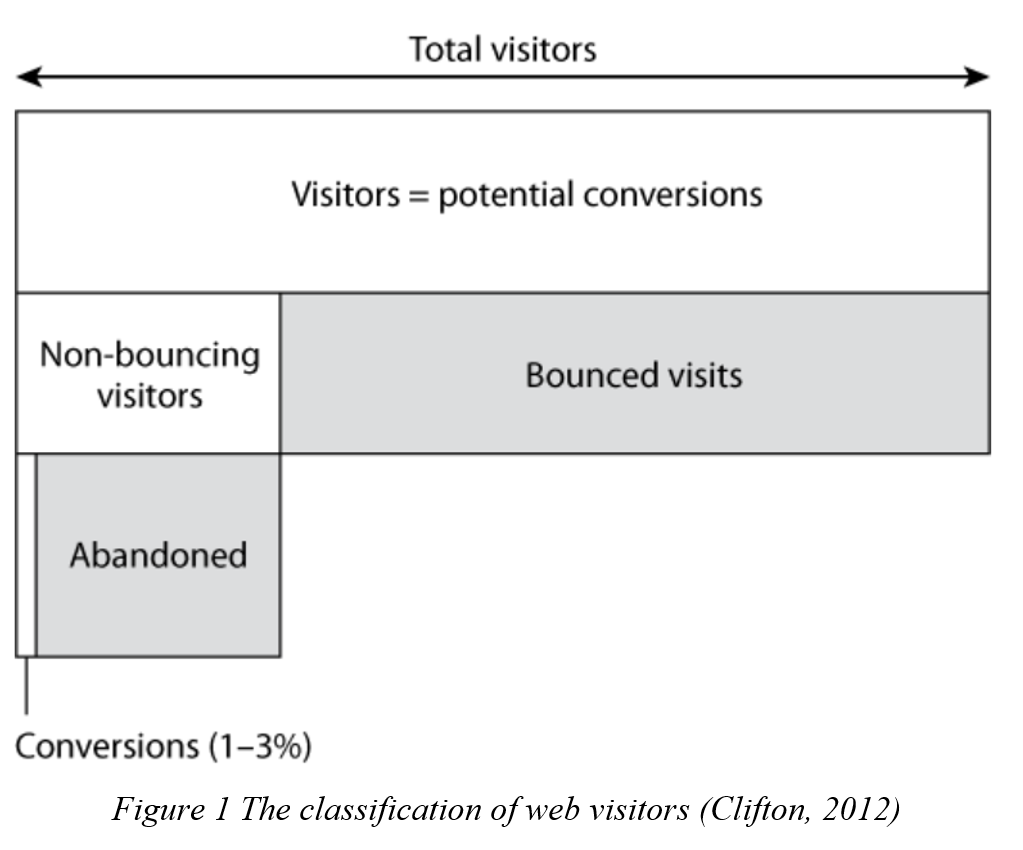 Total visitors
Visitors = potential conversions
Non-bouncing
visitors
Bounced visits
Abandoned
Conversions (1–3%)
Figure 1 The classification of web visitors (Clifton, 2012)